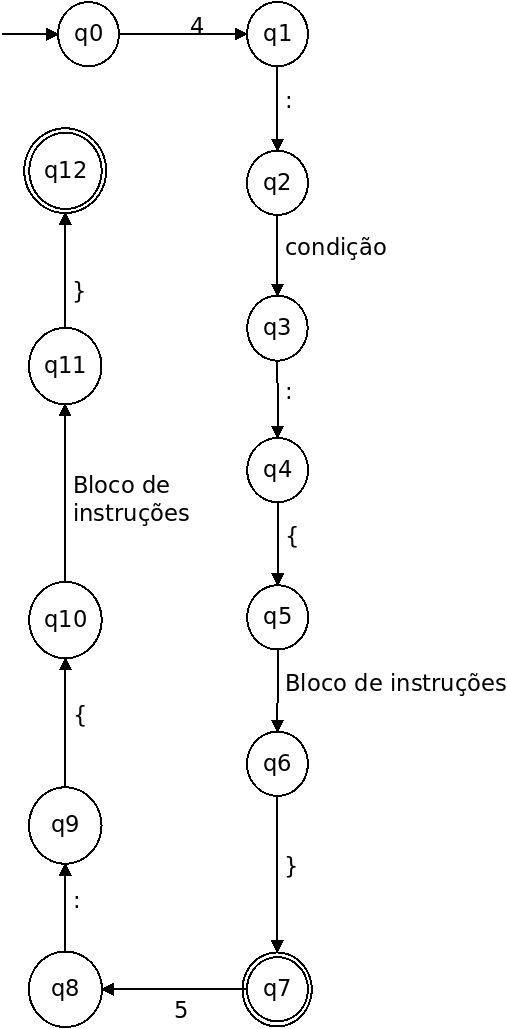 q0
4
q1
:
q2
condição
q3
:
q4
{
q5
Bloco de instruções
q6
}
q7
5
q8
:
q9
{
q10
Bloco de
instruções
q11
}
q12